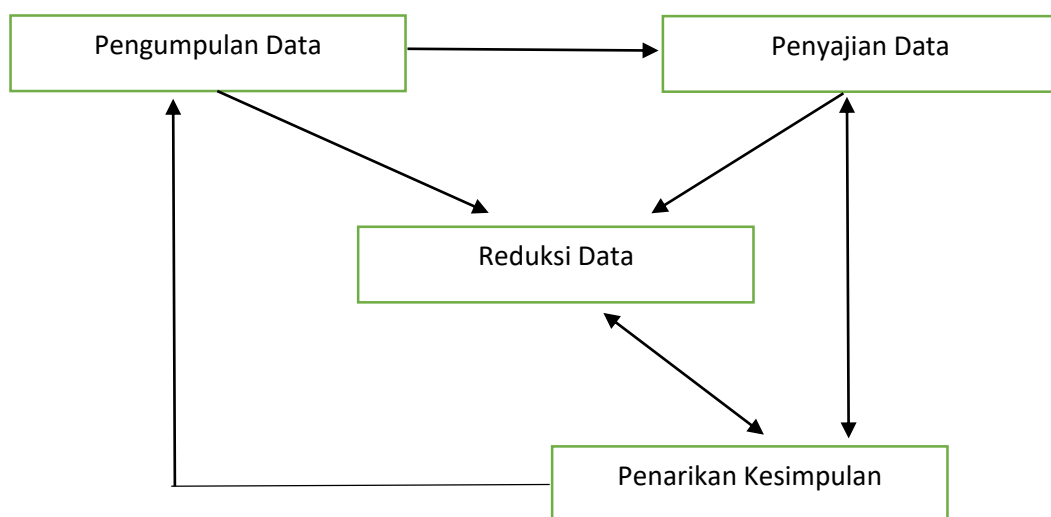 Pengumpulan Data
Penyajian Data
Reduksi Data
Penarikan Kesimpulan